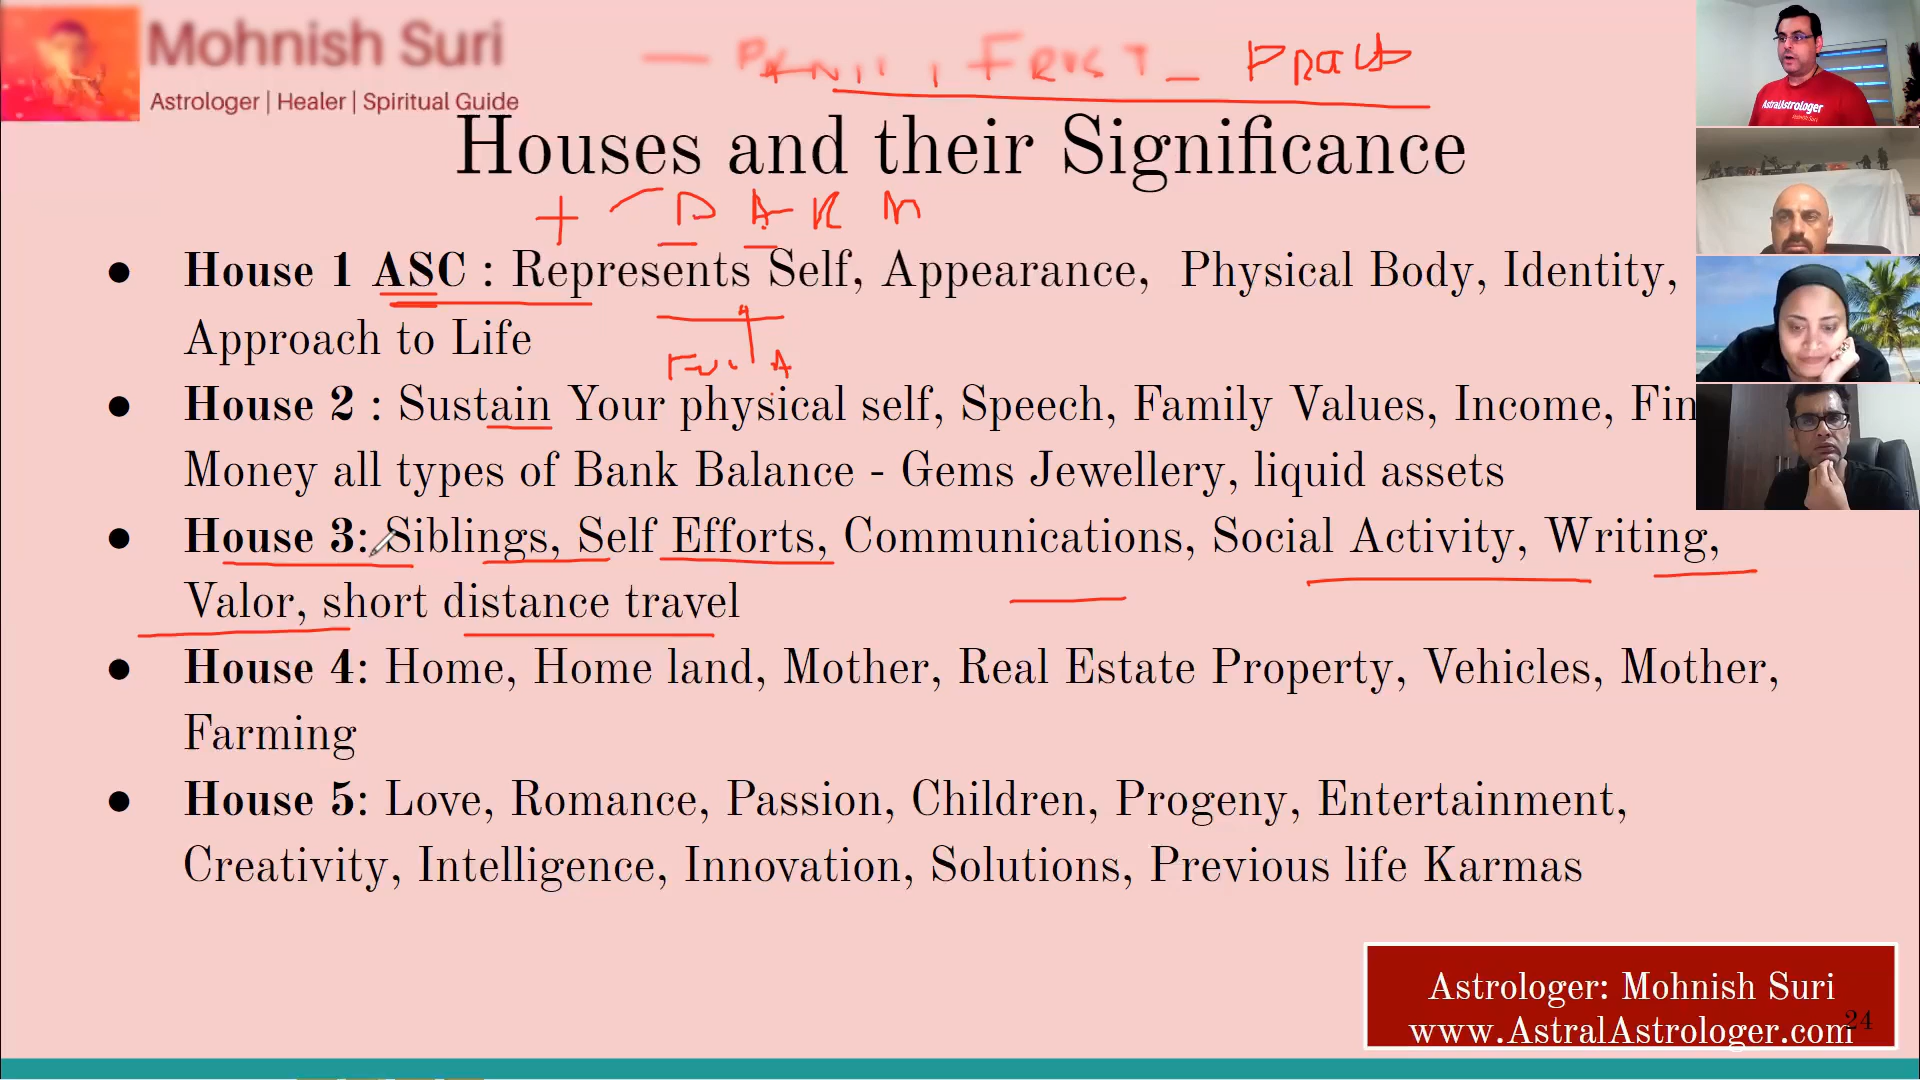 Mohnish Suri
Astrologer | Healer | Spiritual Guide
Houses and their Significance
● House 1 ASC : Represents Self, Appearance, Physical Body, Identity,
Approach to Life
● House 2 : Sustain Your physical self, Speech, Family Values, Income, Fin
Money all types of Bank Balance - Gems Jewellery, liquid assets
● House 3: Siblings, Self Efforts, Communications, Social Activity, Writing,
Valor, short distance travel
● House 4: Home, Home land, Mother, Real Estate Property, Vehicles, Mother,
Farming
● House 5: Love, Romance, Passion, Children, Progeny, Entertainment,
Creativity, Intelligence, Innovation, Solutions, Previous life Karmas
Astrologer: Mohnish Suri
www.AstralAstrologer.com
24
AstralAstrologer